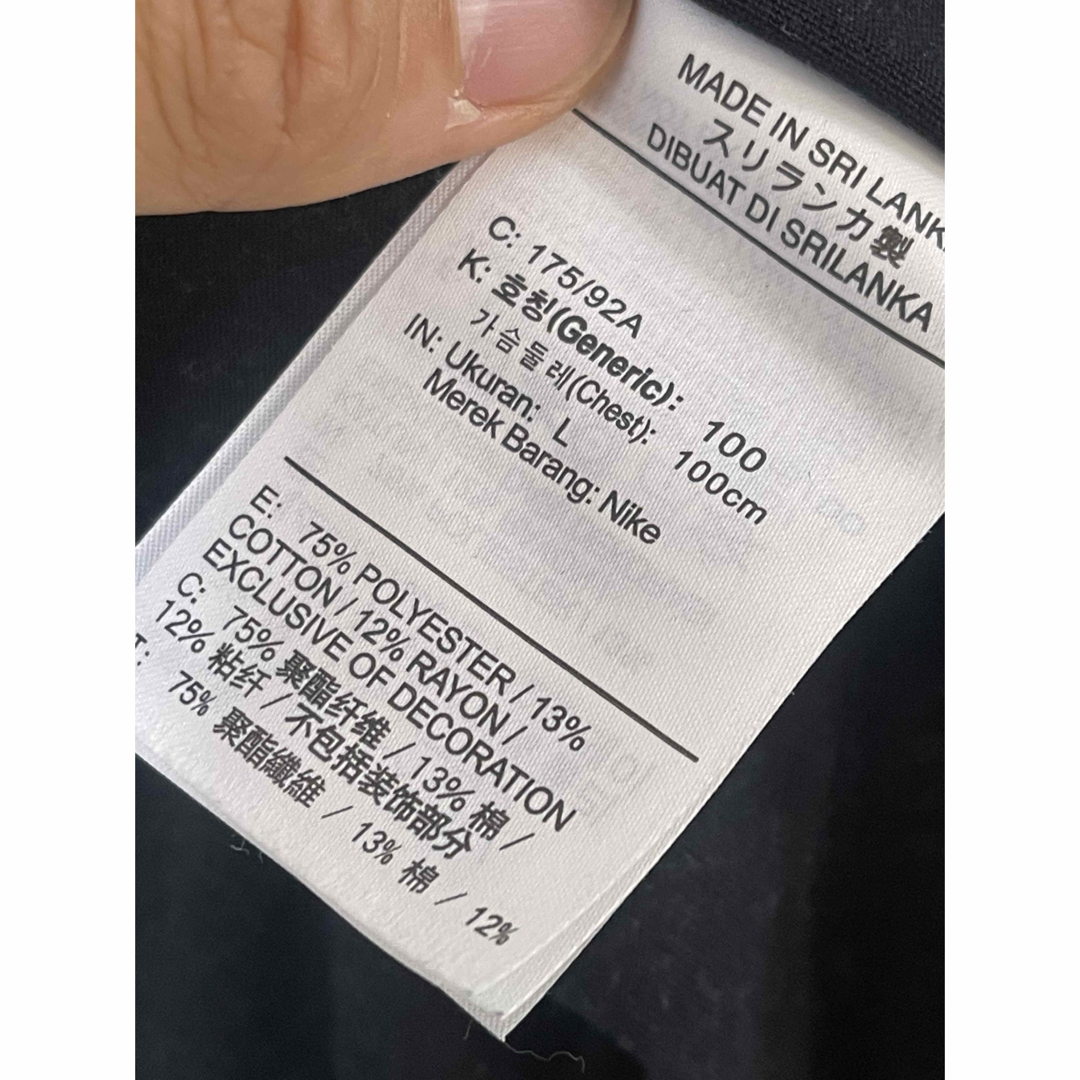 MADE IN SRI LANK
スリランカ製
DIBUAT DI SRILANKA
C: 175/92A
K: 호칭(Generic): 100
가슴둘레(Chest): 100cm
IN: Ukuran: L
Merek Barang: Nike
E: 75% POLYESTER / 13%
COTTON / 12% RAYON /
EXCLUSIVE OF DECORATION
C: 75% 聚酯纤维 / 13% 棉 /
12% 粘纤 / 不包括装饰部分
T: 75% 聚酯纖維 / 13% 棉 / 12%